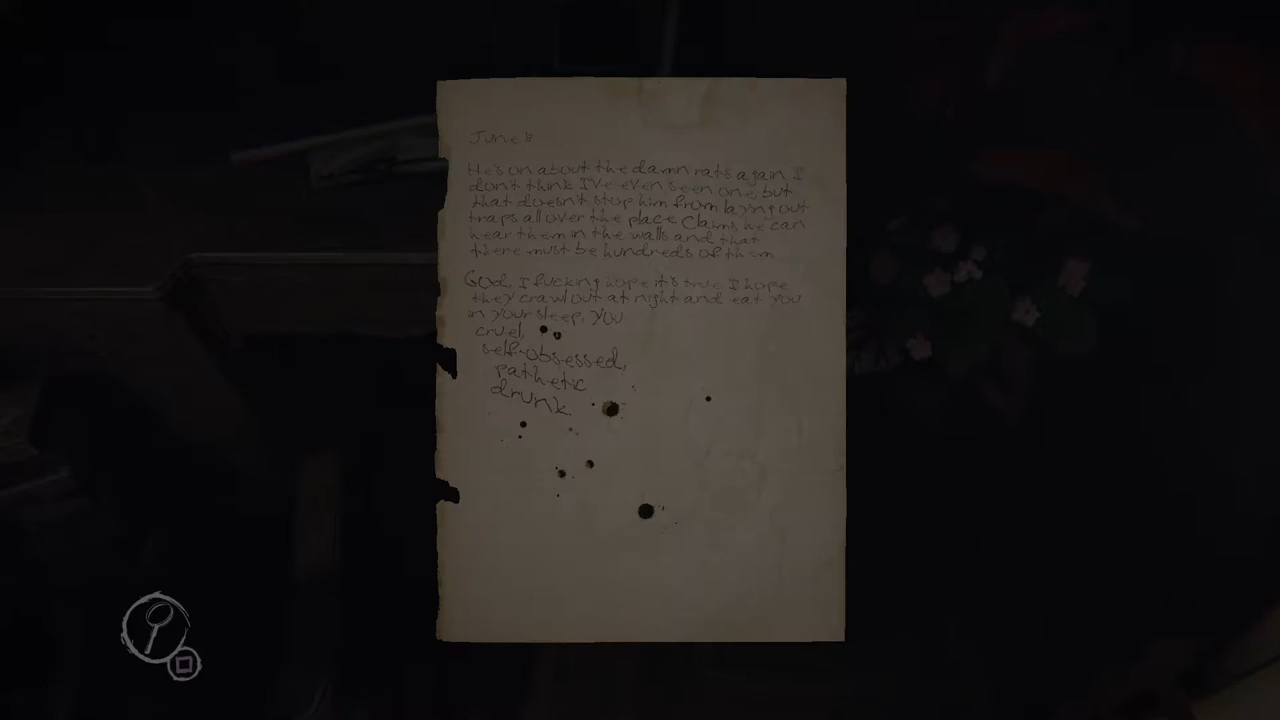 June 8
He's on about the damn rats again I
don't think I've even seen one, but
that doesn't stop him from laying out
traps all over the place Claims he can
hear them in the walls and that
there must be hundreds of them
God, I fucking hope it's true I hope
they crawl out at night and eat you
in your sleep, you
cruel,
self-obsessed,
pathetic
drunk.